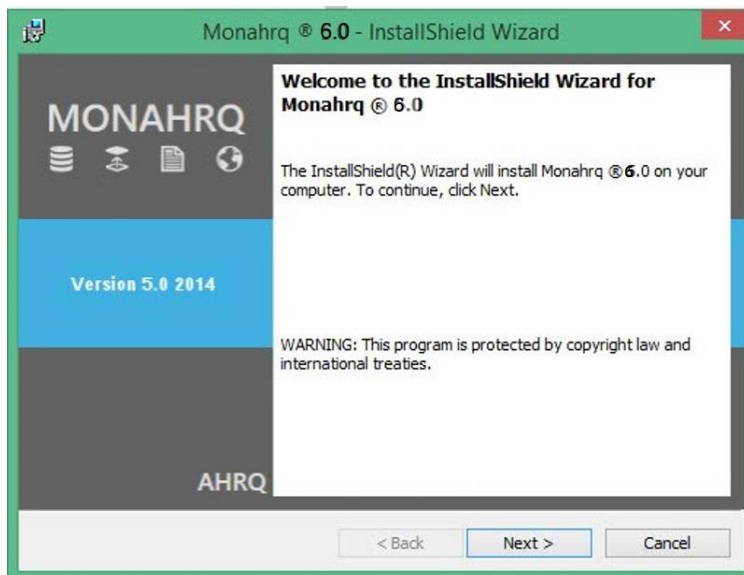 Monahrq ® 6.0 - InstallShield Wizard
MONAHRQ
Version 5.0 2014
AHRQ
Welcome to the InstallShield Wizard for
Monahrq ® 6.0
The InstallShield(R) Wizard will install Monahrq ®6.0 on your
computer. To continue, click Next.
WARNING: This program is protected by copyright law and
international treaties.
< Back
Next >
Cancel